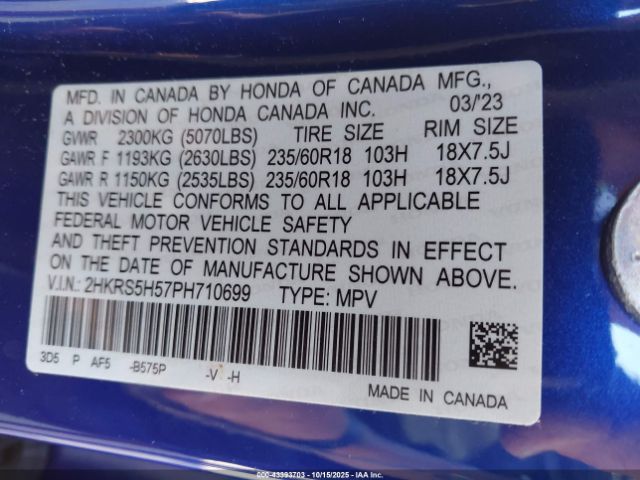 MFD. IN CANADA BY HONDA OF CANADA MFG.,
A DIVISION OF HONDA CANADA INC. 03/'23
GVWR 2300KG (5070LBS) TIRE SIZE RIM SIZE
GAWR F 1193KG (2630LBS) 235/60R18 103H 18X7.5J
GAWR R 1150KG (2535LBS) 235/60R18 103H 18X7.5J
THIS VEHICLE CONFORMS TO ALL APPLICABLE
FEDERAL MOTOR VEHICLE SAFETY
AND THEFT PREVENTION STANDARDS IN EFFECT
ON THE DATE OF MANUFACTURE SHOWN ABOVE.
V.I.N.: 2HKRS5H57PH710699 TYPE: MPV
3D5 P AF5 -B575P -V -H
MADE IN CANADA
000-43393703 - 10/15/2025 - IAA Inc.